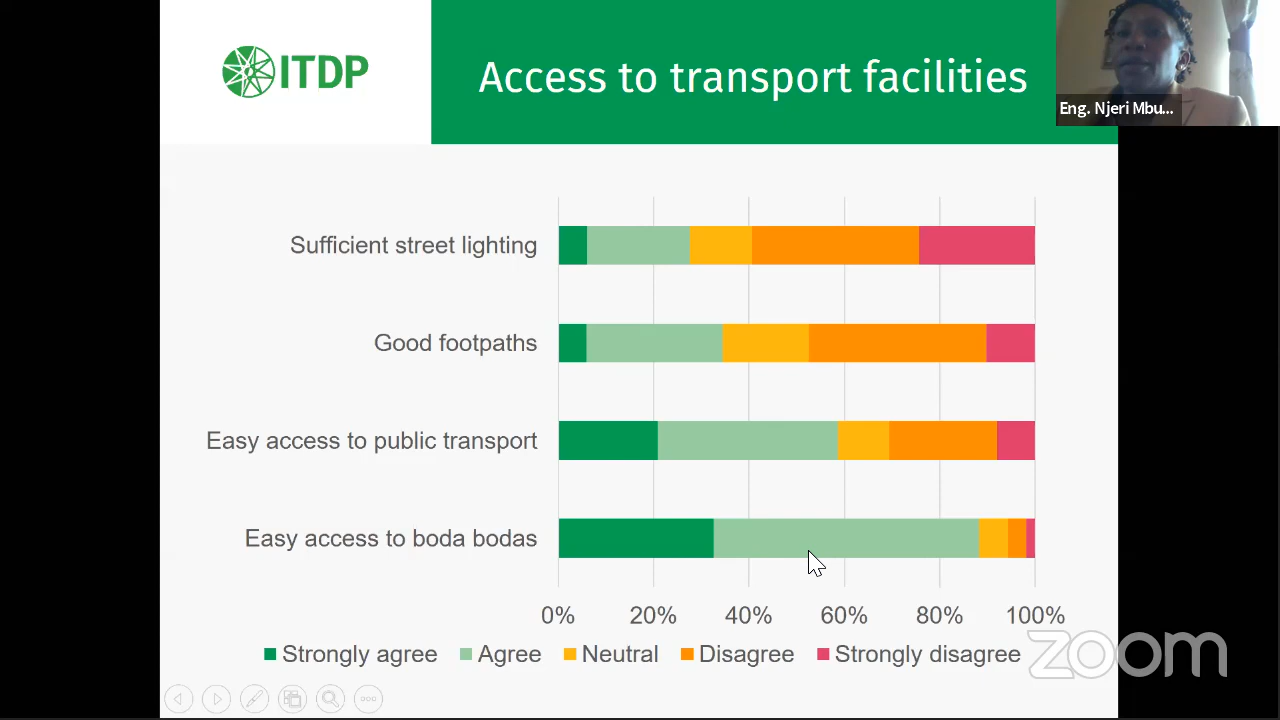 ITDP
Access to transport facilities
Eng. Njeri Mbu...
Sufficient street lighting
Good footpaths
Easy access to public transport
Easy access to boda bodas
0% 20% 40% 60% 80% 100%
Strongly agree Agree Neutral Disagree Strongly disagree
zoom